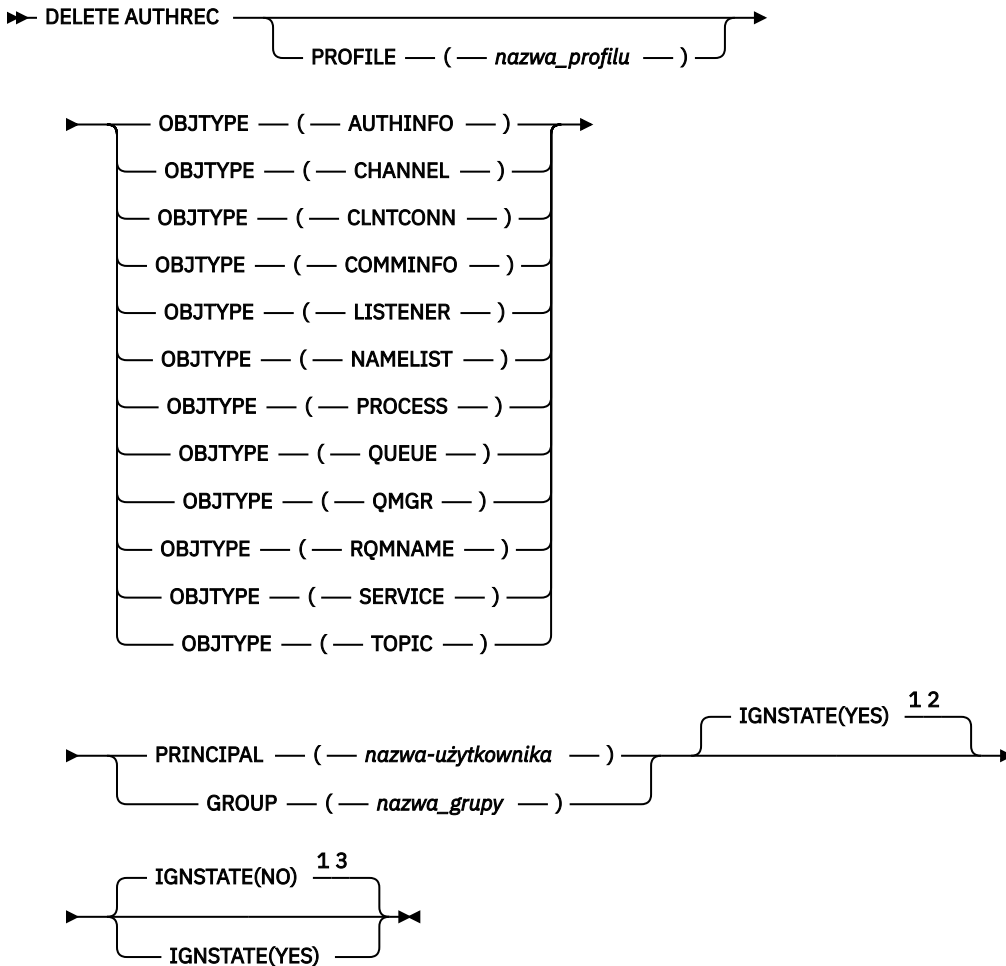 DELETE AUTHREC
PROFILE ( nazwa_profilu )
OBJTYPE ( AUTHINFO )
OBJTYPE ( CHANNEL )
OBJTYPE ( CLNTCONN )
OBJTYPE ( COMMINFO )
OBJTYPE ( LISTENER )
OBJTYPE ( NAMELIST )
OBJTYPE ( PROCESS )
OBJTYPE ( QUEUE )
OBJTYPE ( QMGR )
OBJTYPE ( RQMNAME )
OBJTYPE ( SERVICE )
OBJTYPE ( TOPIC )
IGNSTATE(YES) 1 2
PRINCIPAL ( nazwa-użytkownika )
GROUP ( nazwa_grupy )
IGNSTATE(NO) 1 3
IGNSTATE(YES)